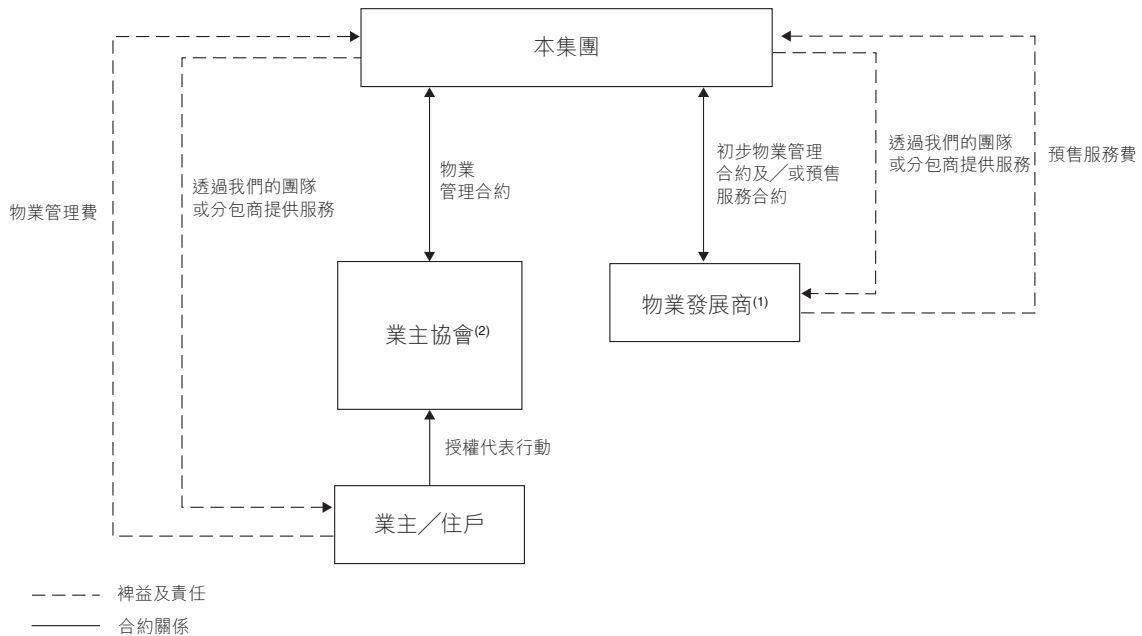 本集團
物業管理費
透過我們的團隊
或分包商提供服務
物業
管理合約
初步物業管理
合約及／或預售
服務合約
透過我們的團隊
或分包商提供服務
預售服務費
業主協會(2)
物業發展商(1)
授權代表行動
業主／住戶
裨益及責任
合約關係